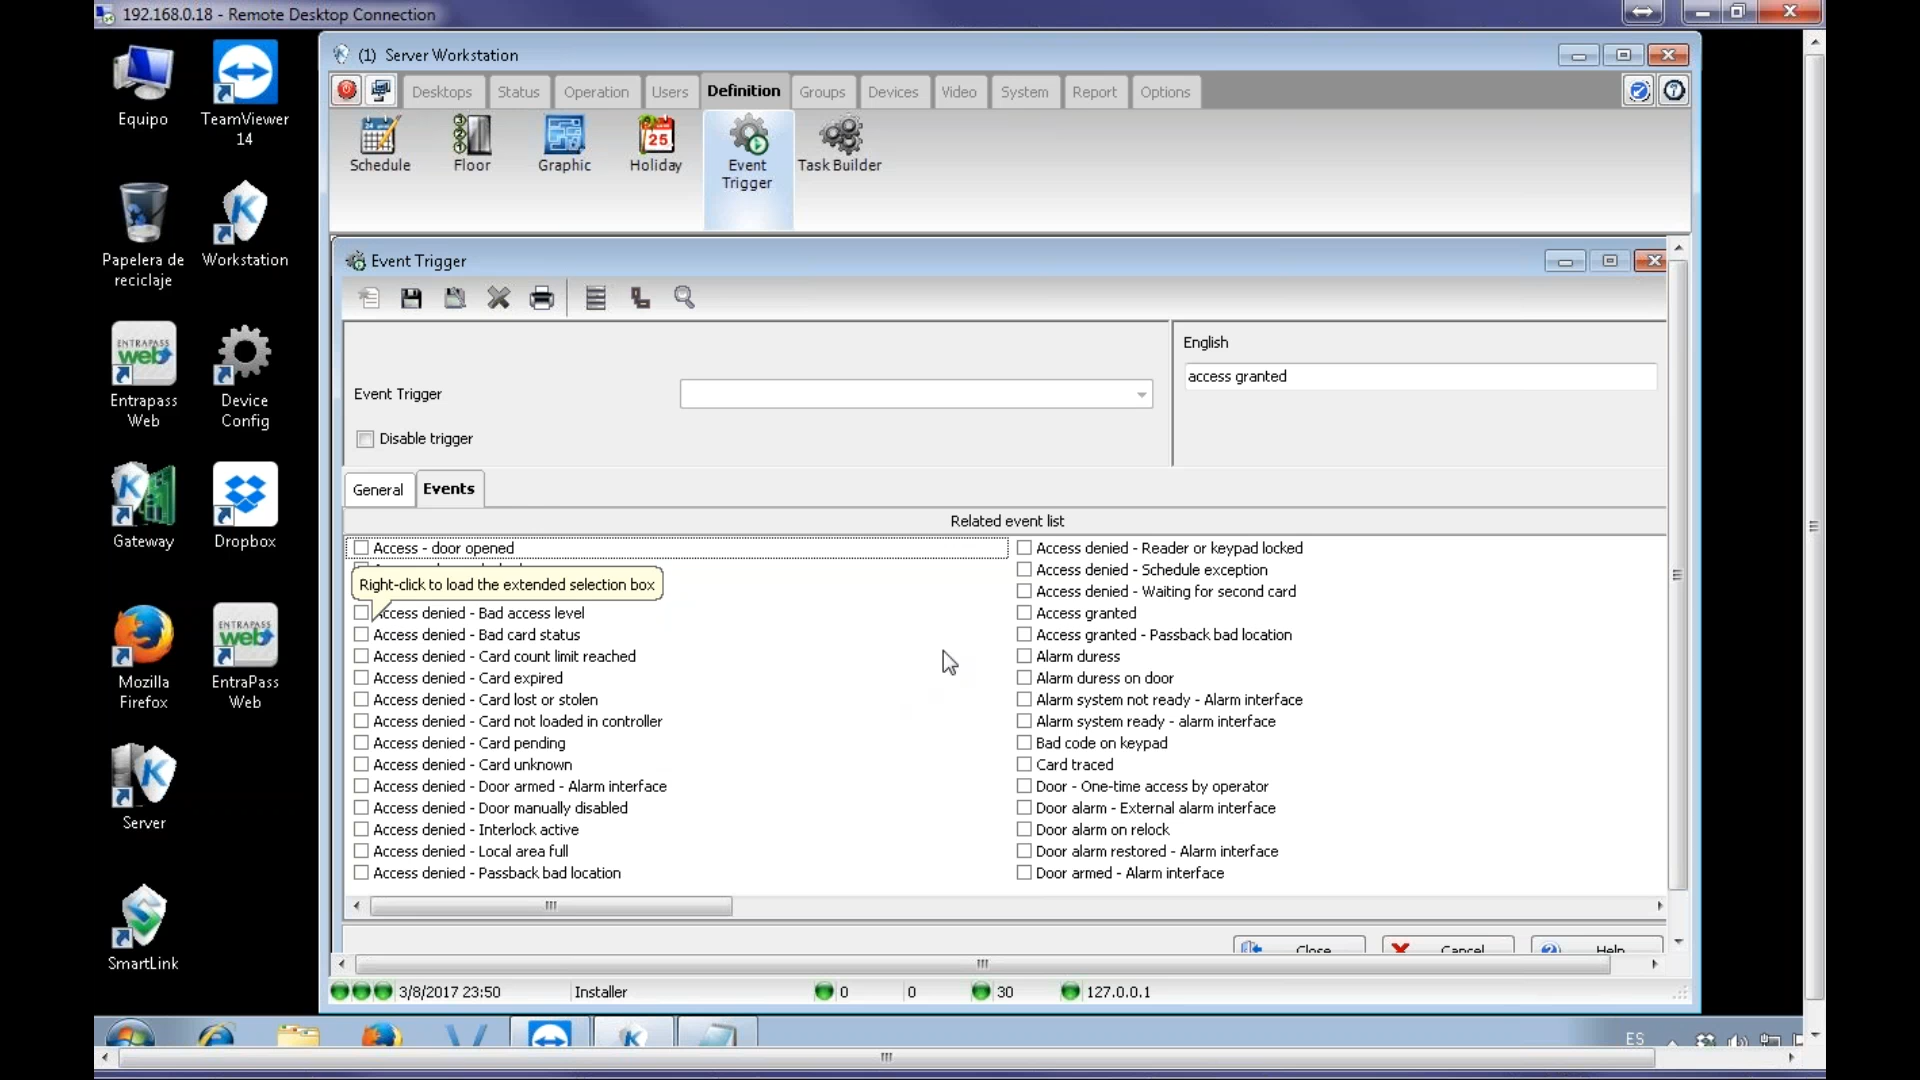 192.168.0.18 - Remote Desktop Connection
Equipo
TeamViewer
14
Papelera de
reciclaje
Workstation
ENTRAPASS
web
Entrapass
Web
Device
Config
Gateway
Dropbox
Mozilla
Firefox
ENTRAPASS
web
EntraPass
Web
Server
SmartLink
(1) Server Workstation
Desktops
Status
Operation
Users
Definition
Groups
Devices
Video
System
Report
Options
Schedule
Floor
Graphic
25
Holiday
Event
Trigger
Task Builder
Event Trigger
Event Trigger
Disable trigger
English
access granted
General
Events
Related event list
Access - door opened
Right-click to load the extended selection box
Access denied - Bad access level
Access denied - Bad card status
Access denied - Card count limit reached
Access denied - Card expired
Access denied - Card lost or stolen
Access denied - Card not loaded in controller
Access denied - Card pending
Access denied - Card unknown
Access denied - Door armed - Alarm interface
Access denied - Door manually disabled
Access denied - Interlock active
Access denied - Local area full
Access denied - Passback bad location
Access denied - Reader or keypad locked
Access denied - Schedule exception
Access denied - Waiting for second card
Access granted
Access granted - Passback bad location
Alarm duress
Alarm duress on door
Alarm system not ready - Alarm interface
Alarm system ready - alarm interface
Bad code on keypad
Card traced
Door - One-time access by operator
Door alarm - External alarm interface
Door alarm on relock
Door alarm restored - Alarm interface
Door armed - Alarm interface
Close
Cancel
Help
3/8/2017 23:50
Installer
0
0
30
127.0.0.1
ES